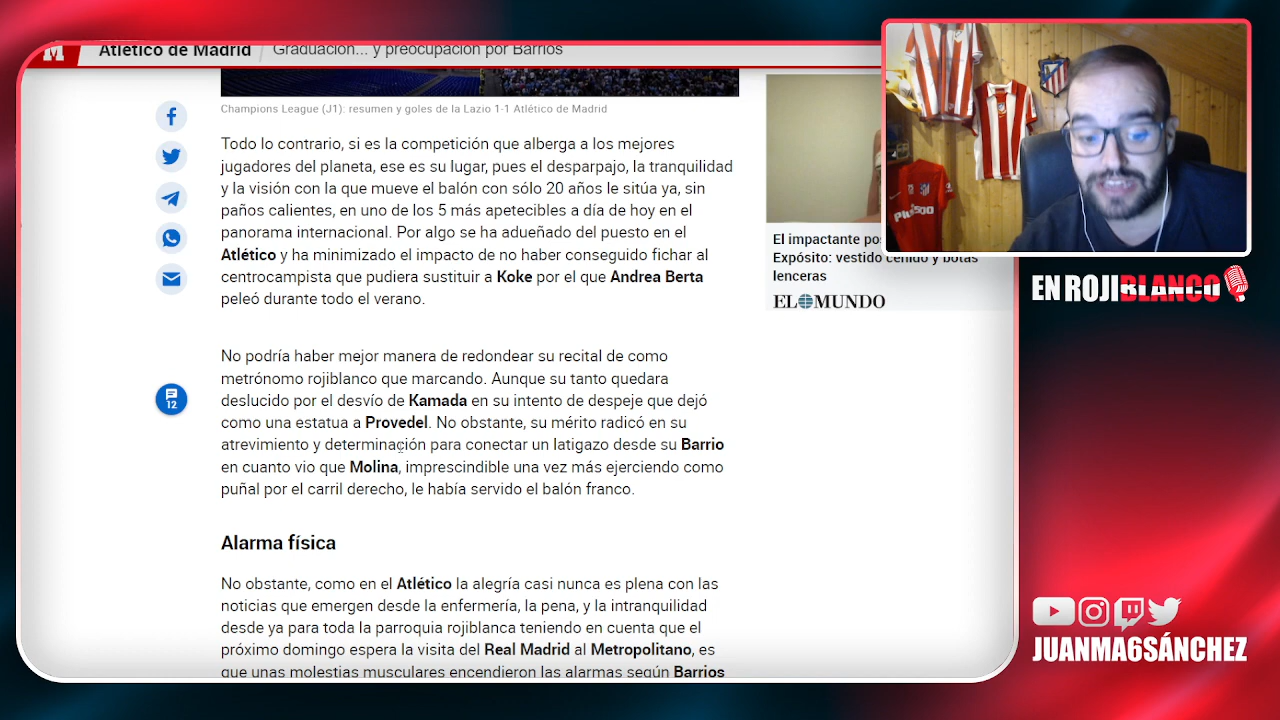 Atlético de Madrid
Graduación... y preocupación por Barrios
Champions League (J1): resumen y goles de la Lazio 1-1 Atlético de Madrid
Todo lo contrario, si es la competición que alberga a los mejores
jugadores del planeta, ese es su lugar, pues el desparpajo, la tranquilidad
y la visión con la que mueve el balón con sólo 20 años le sitúa ya, sin
paños calientes, en uno de los 5 más apetecibles a día de hoy en el
panorama internacional. Por algo se ha adueñado del puesto en el
Atlético y ha minimizado el impacto de no haber conseguido fichar al
centrocampista que pudiera sustituir a Koke por el que Andrea Berta
peleó durante todo el verano.
12
No podría haber mejor manera de redondear su recital de como
metrónomo rojiblanco que marcando. Aunque su tanto quedara
deslucido por el desvío de Kamada en su intento de despeje que dejó
como una estatua a Provedel. No obstante, su mérito radicó en su
atrevimiento y determinación para conectar un latigazo desde su Barrio
en cuanto vio que Molina, imprescindible una vez más ejerciendo como
puñal por el carril derecho, le había servido el balón franco.
Alarma física
No obstante, como en el Atlético la alegría casi nunca es plena con las
noticias que emergen desde la enfermería, la pena, y la intranquilidad
desde ya para toda la parroquia rojiblanca teniendo en cuenta que el
próximo domingo espera la visita del Real Madrid al Metropolitano, es
que unas molestias musculares encendieron las alarmas según Barrios
El impactante
Expósito: vestido ceñido y botas
lenceras
EL MUNDO
EN ROJIBLANCO
JUANMA6SÁNCHEZ